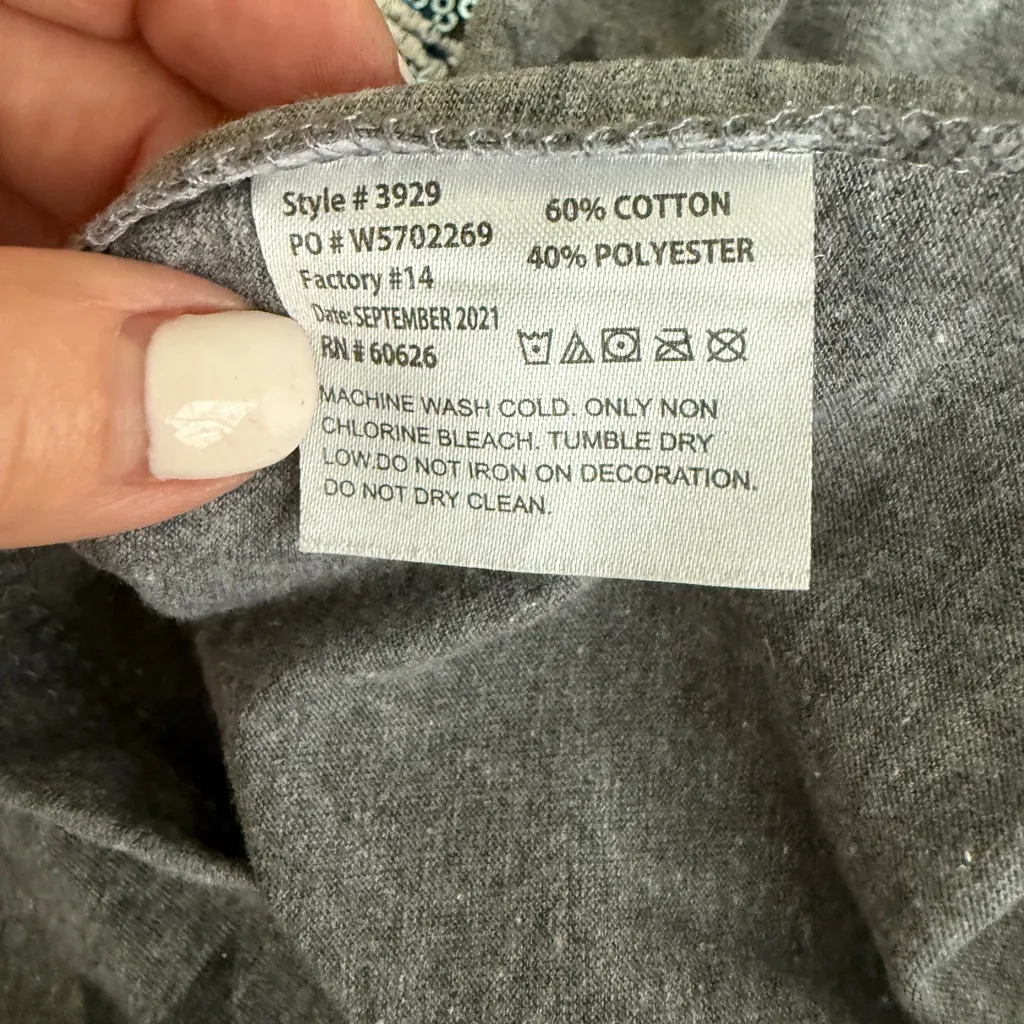 Style # 3929
PO # W5702269
Factory #14
Date: SEPTEMBER 2021
RN # 60626
60% COTTON
40% POLYESTER
MACHINE WASH COLD. ONLY NON
CHLORINE BLEACH. TUMBLE DRY
LOW.DO NOT IRON ON DECORATION.
DO NOT DRY CLEAN.